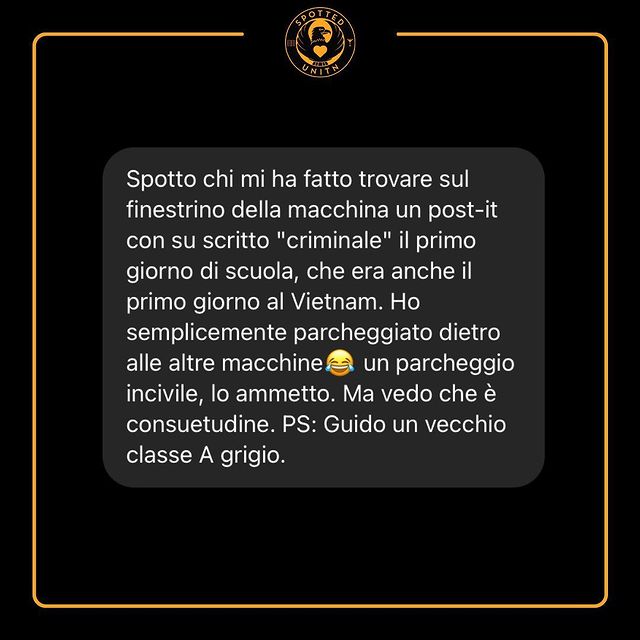 SPOTTED
UNITN
Spotto chi mi ha fatto trovare sul
finestrino della macchina un post-it
con su scritto "criminale" il primo
giorno di scuola, che era anche il
primo giorno al Vietnam. Ho
semplicemente parcheggiato dietro
alle altre macchine😂 un parcheggio
incivile, lo ammetto. Ma vedo che è
consuetudine. PS: Guido un vecchio
classe A grigio.